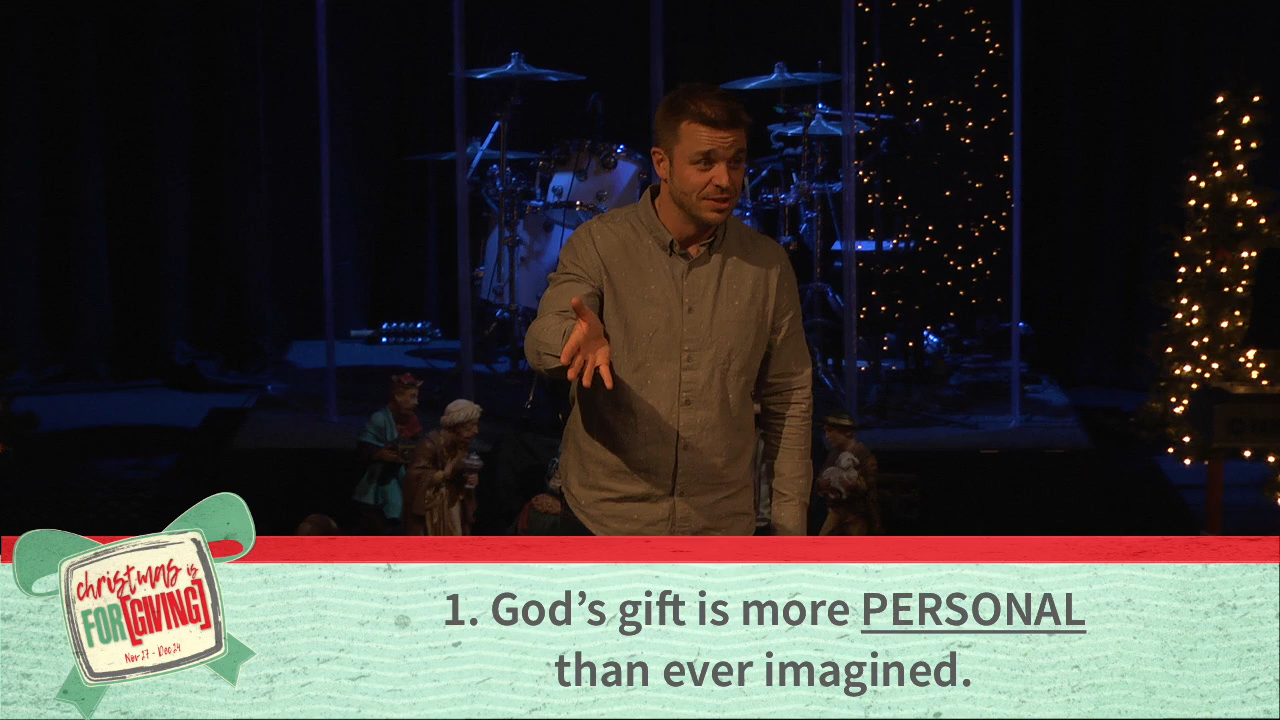 christmas is
FOR[GIVING]
Nov 27 - Dec 24
1. God's gift is more PERSONAL
than ever imagined.